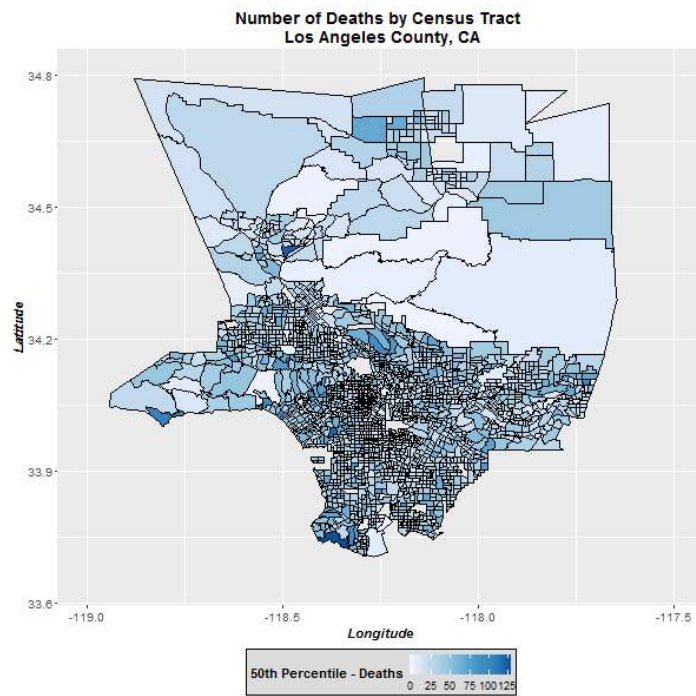 Number of Deaths by Census Tract
Los Angeles County, CA
34.8
34.5
34.2
33.9
33.6
Latitude
-119.0 -118.5 -118.0 -117.5
Longitude
50th Percentile - Deaths
0 25 50 75 100 125